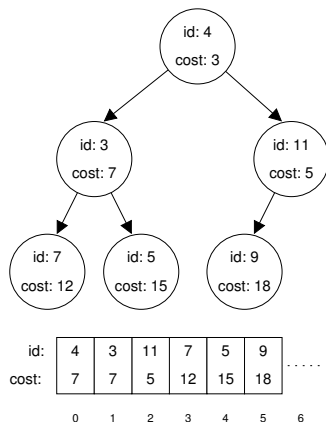 id: 4
cost: 3
id: 3
cost: 7
id: 11
cost: 5
id: 7
cost: 12
id: 5
cost: 15
id: 9
cost: 18
id: 4 3 11 7 5 9 .....
cost: 7 7 5 12 15 18
0 1 2 3 4 5 6